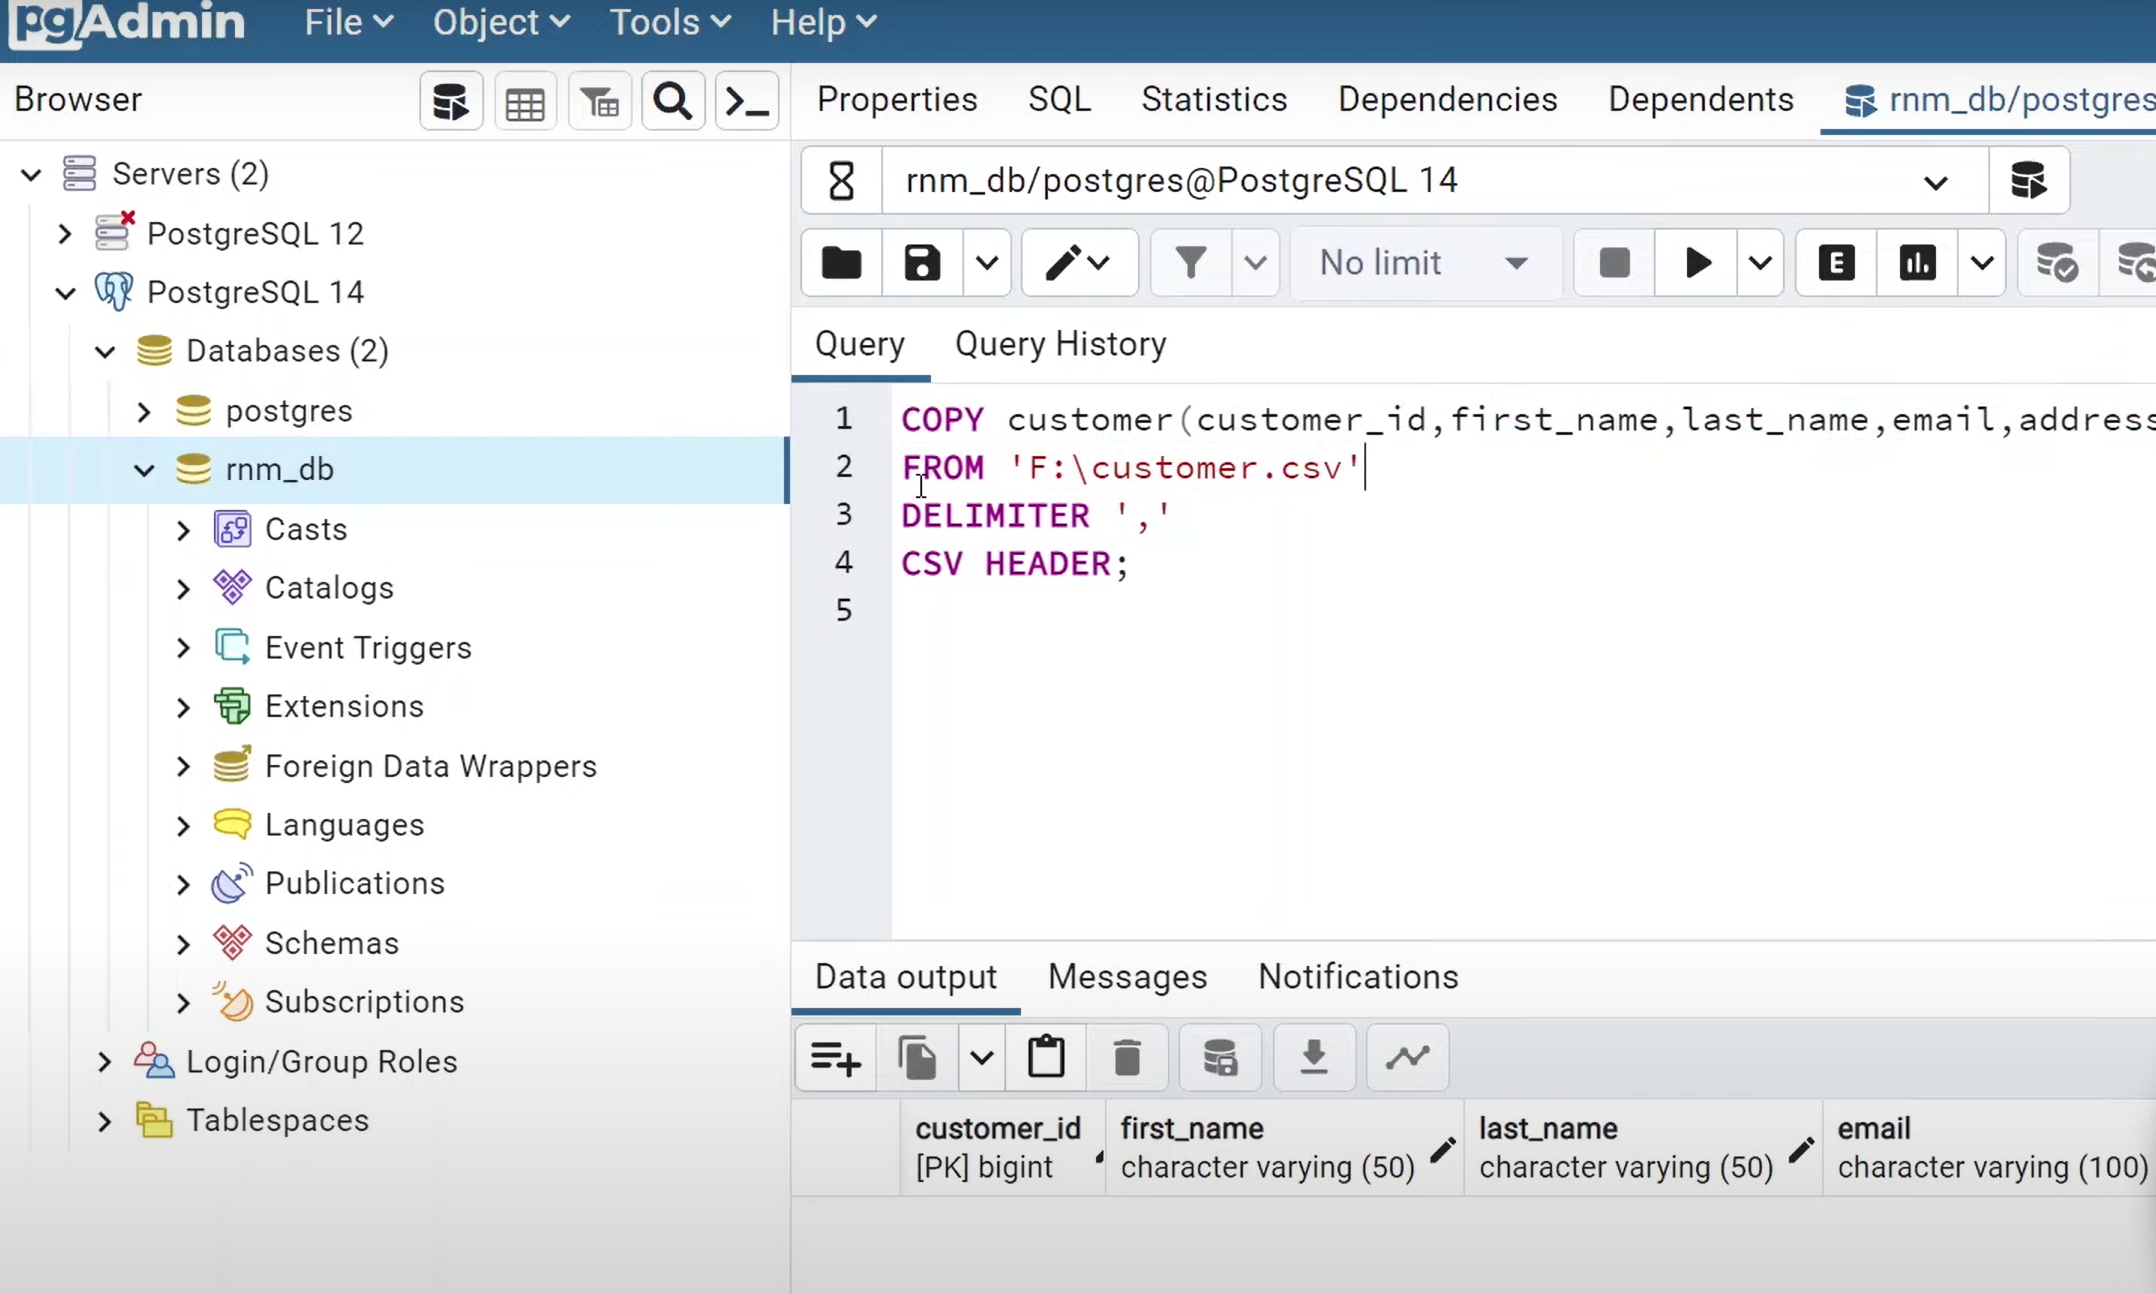 pgAdmin File Object Tools Help
Browser
Properties SQL Statistics Dependencies Dependents rnm_db/postgres
rnm_db/postgres@PostgreSQL 14
No limit
E
Query Query History
1 COPY customer(customer_id,first_name,last_name,email,address
2 FROM 'F:\customer.csv'
3 DELIMITER ','
4 CSV HEADER;
5
Servers (2)
PostgreSQL 12
PostgreSQL 14
Databases (2)
postgres
rnm_db
Casts
Catalogs
Event Triggers
Extensions
Foreign Data Wrappers
Languages
Publications
Schemas
Subscriptions
Login/Group Roles
Tablespaces
Data output Messages Notifications
customer_id first_name last_name email
[PK] bigint character varying (50) character varying (50) character varying (100)